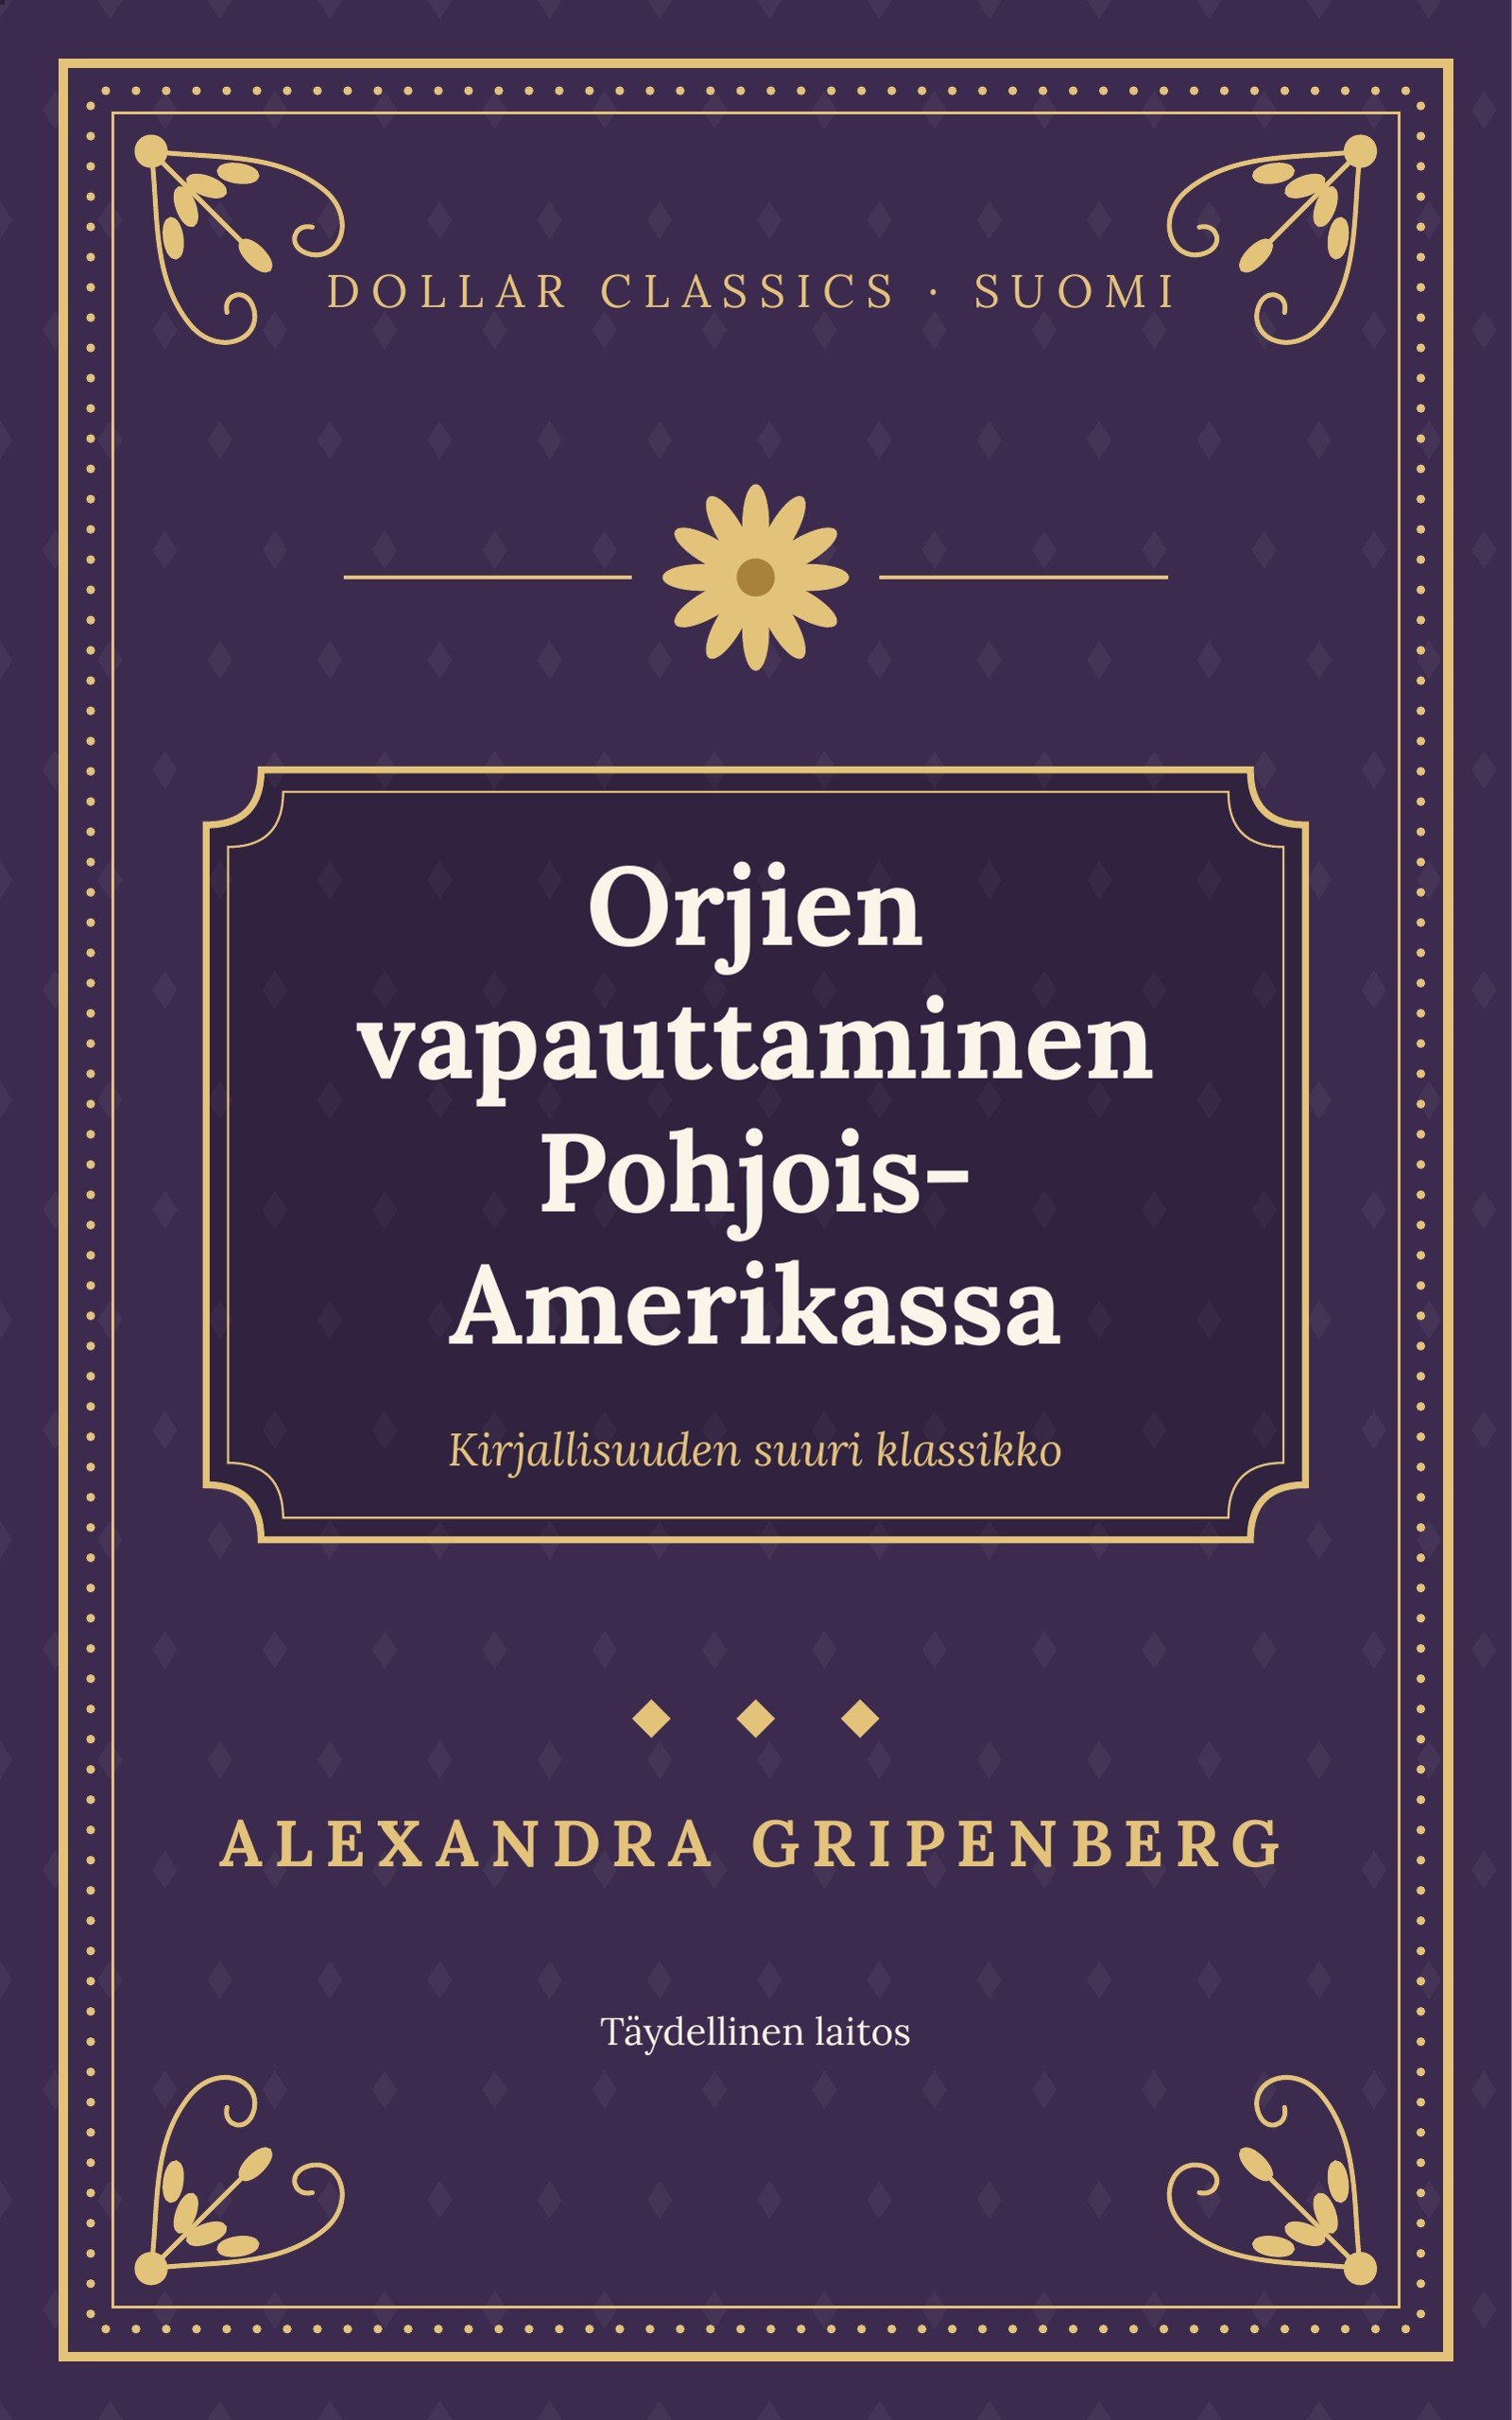 DOLLAR CLASSICS · SUOMI
Orjien
vapauttaminen
Pohjois-
Amerikassa
Kirjallisuuden suuri klassikko
ALEXANDRA GRIPENBERG
Täydellinen laitos